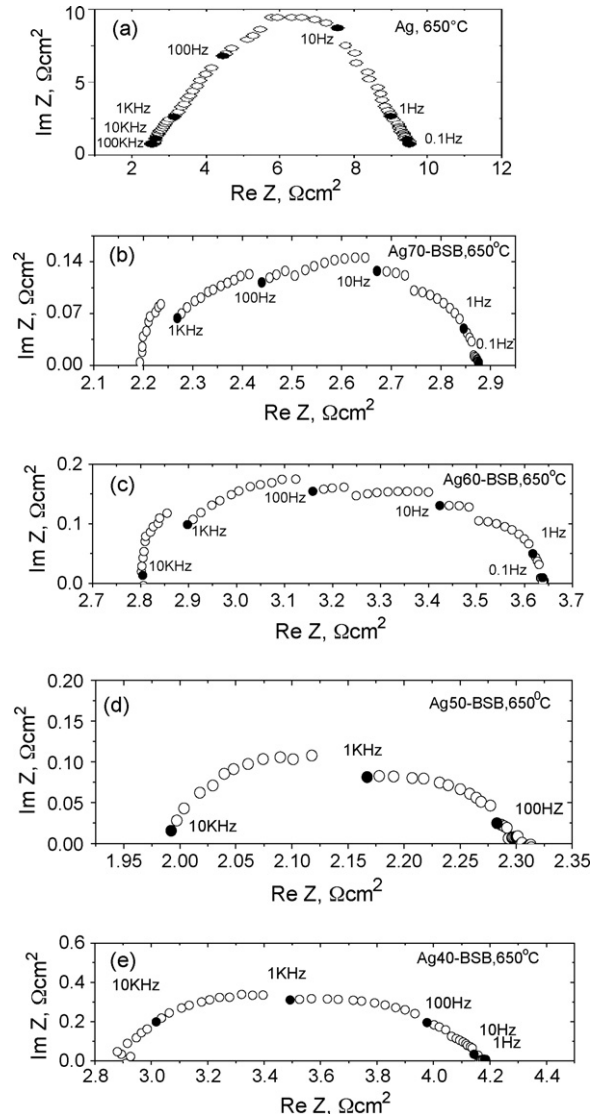 (a)
Ag, 650°C
10
5
0
Im Z, Ωcm²
100Hz
10Hz
1KHz
10KHz
100KHz
1Hz
0.1Hz
2 4 6 8 10 12
Re Z, Ωcm²
(b)
Ag70-BSB,650°C
0.14
0.07
0.00
Im Z, Ωcm²
1KHz
100Hz
10Hz
1Hz
0.1Hz
2.1 2.2 2.3 2.4 2.5 2.6 2.7 2.8 2.9
Re Z, Ωcm²
(c)
Ag60-BSB,650°C
0.2
0.1
0.0
Im Z, Ωcm²
10KHz
1KHz
100Hz
10Hz
1Hz
0.1Hz
2.7 2.8 2.9 3.0 3.1 3.2 3.3 3.4 3.5 3.6 3.7
Re Z, Ωcm²
(d)
Ag50-BSB,650°C
0.20
0.15
0.10
0.05
0.00
Im Z, Ωcm²
10KHz
1KHz
100HZ
1.95 2.00 2.05 2.10 2.15 2.20 2.25 2.30 2.35
Re Z, Ωcm²
(e)
Ag40-BSB,650°C
0.6
0.4
0.2
0.0
Im Z, Ωcm²
10KHz
1KHz
100Hz
10Hz
1Hz
2.8 3.0 3.2 3.4 3.6 3.8 4.0 4.2 4.4
Re Z, Ωcm²